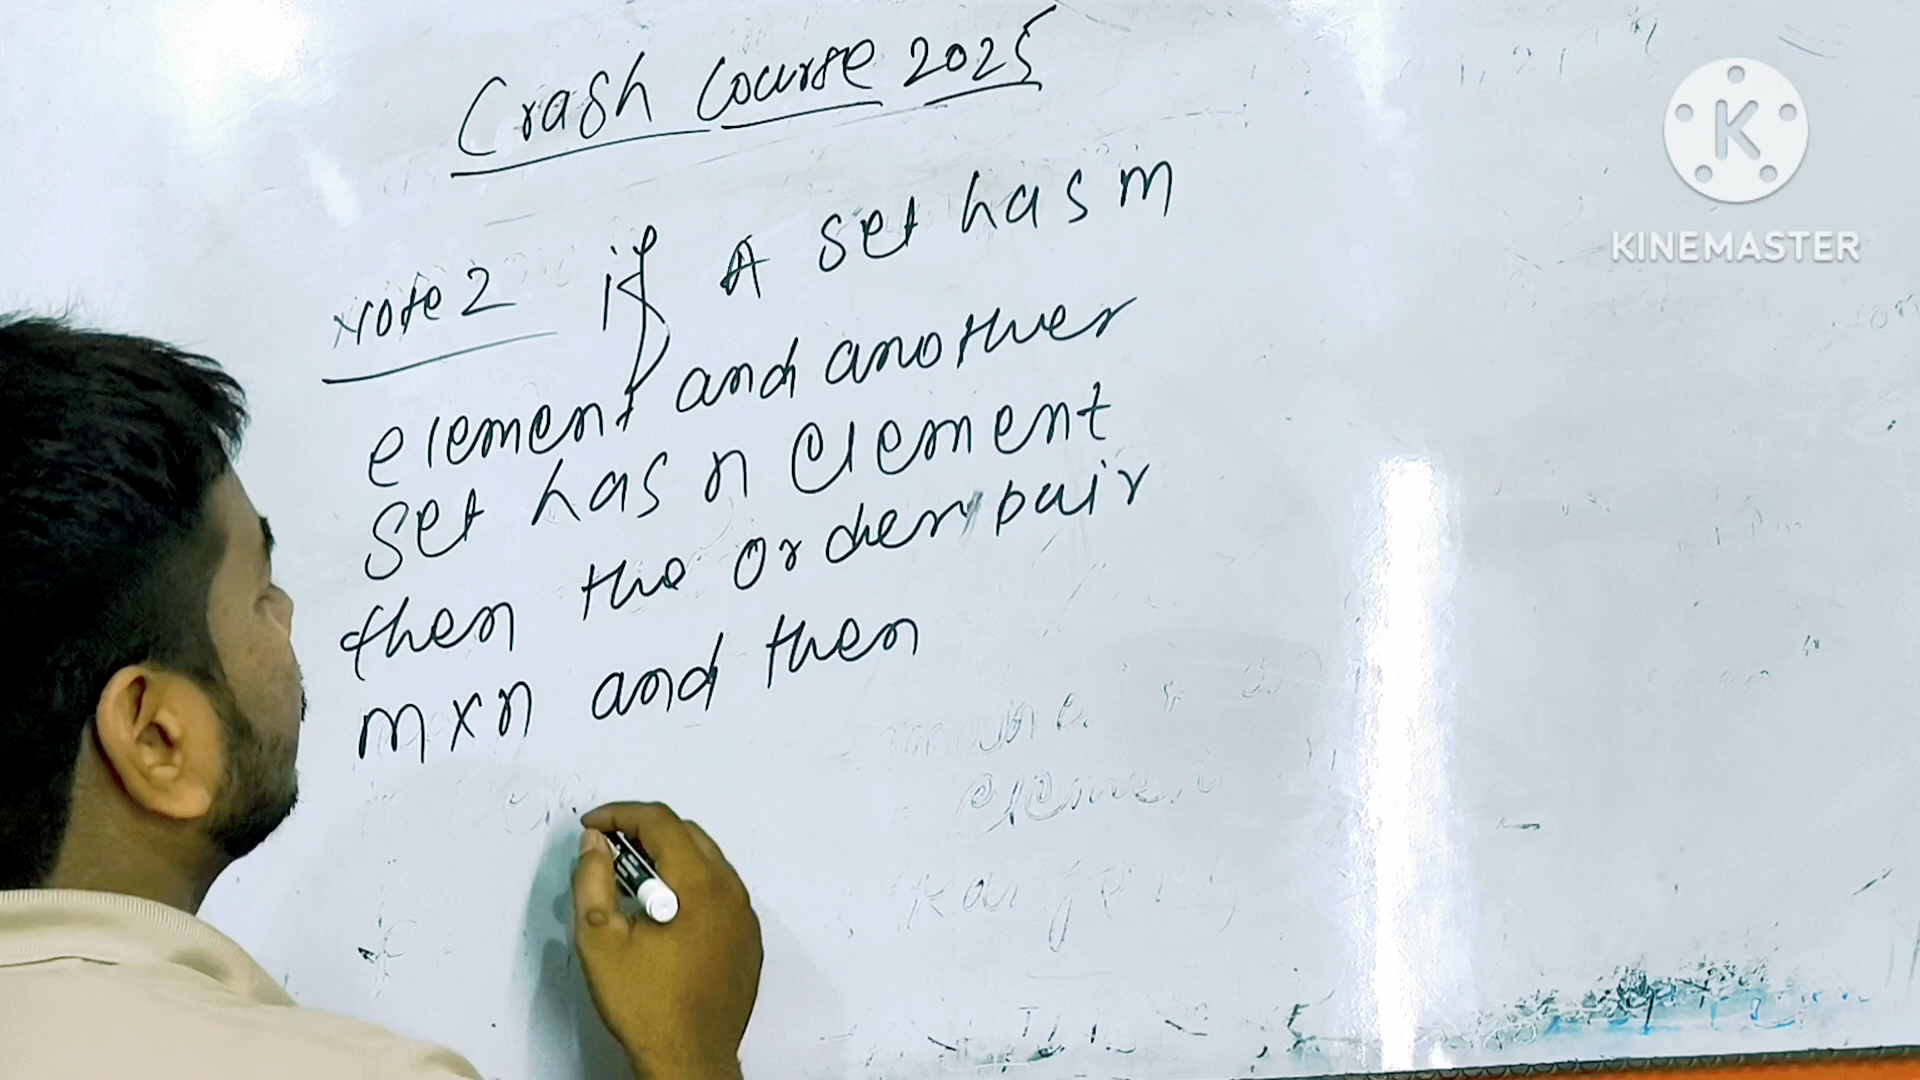 Crash Course 2025
Note 2 if A set has m
element and another
set has n element
then the order pair
mxn and then
K
KINEMASTER